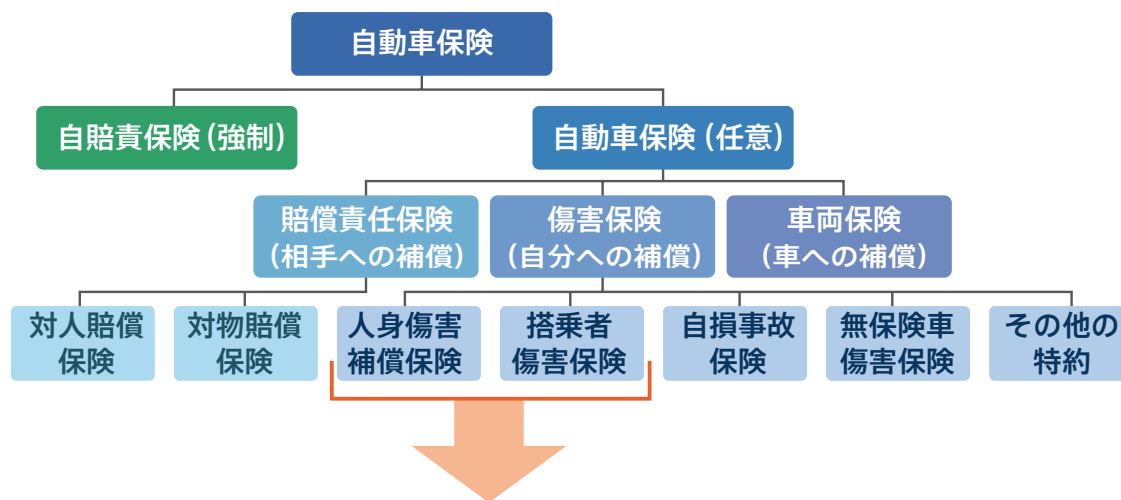 自動車保険
自賠責保険(強制)
自動車保険(任意)
賠償責任保険
(相手への補償)
傷害保険
(自分への補償)
車両保険
(車への補償)
対人賠償
保険
対物賠償
保険
人身傷害
補償保険
搭乗者
傷害保険
自損事故
保険
無保険車
傷害保険
その他の
特約